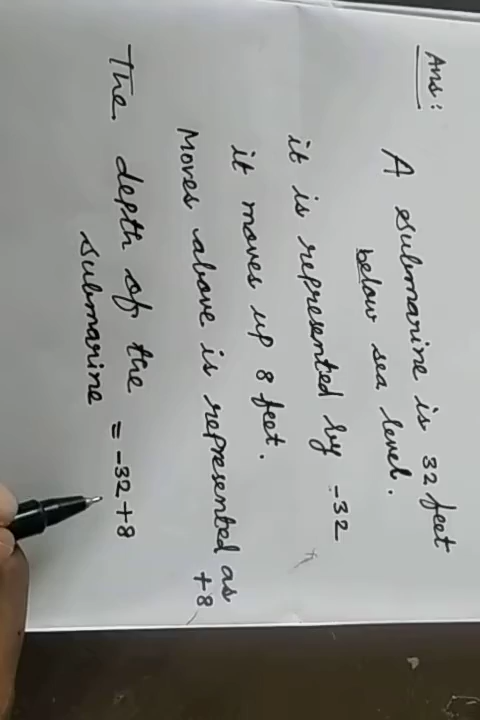 Ans:
A submarine is 32 feet
below sea level.
it is represented by -32
it moves up 8 feet.
Moves above is represented as
+8
The depth of the = -32+8
submarine